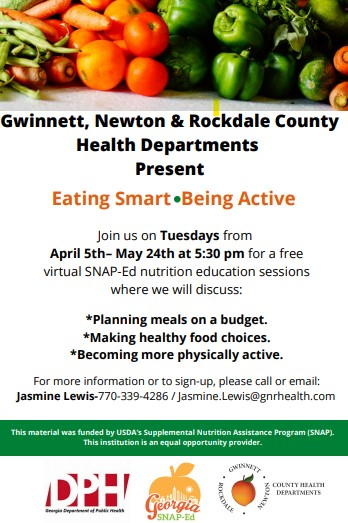 Gwinnett, Newton & Rockdale County
Health Departments
Present
Eating Smart•Being Active
Join us on Tuesdays from
April 5th– May 24th at 5:30 pm for a free
virtual SNAP-Ed nutrition education sessions
where we will discuss:
*Planning meals on a budget.
*Making healthy food choices.
*Becoming more physically active.
For more information or to sign-up, please call or email:
Jasmine Lewis-770-339-4286 / Jasmine.Lewis@gnrhealth.com
This material was funded by USDA's Supplemental Nutrition Assistance Program (SNAP).
This institution is an equal opportunity provider.
DPH
Georgia Department of Public Health
Georgia
SNAP-Ed
GWINNETT
NEWTON
ROCKDALE
COUNTY HEALTH
DEPARTMENTS